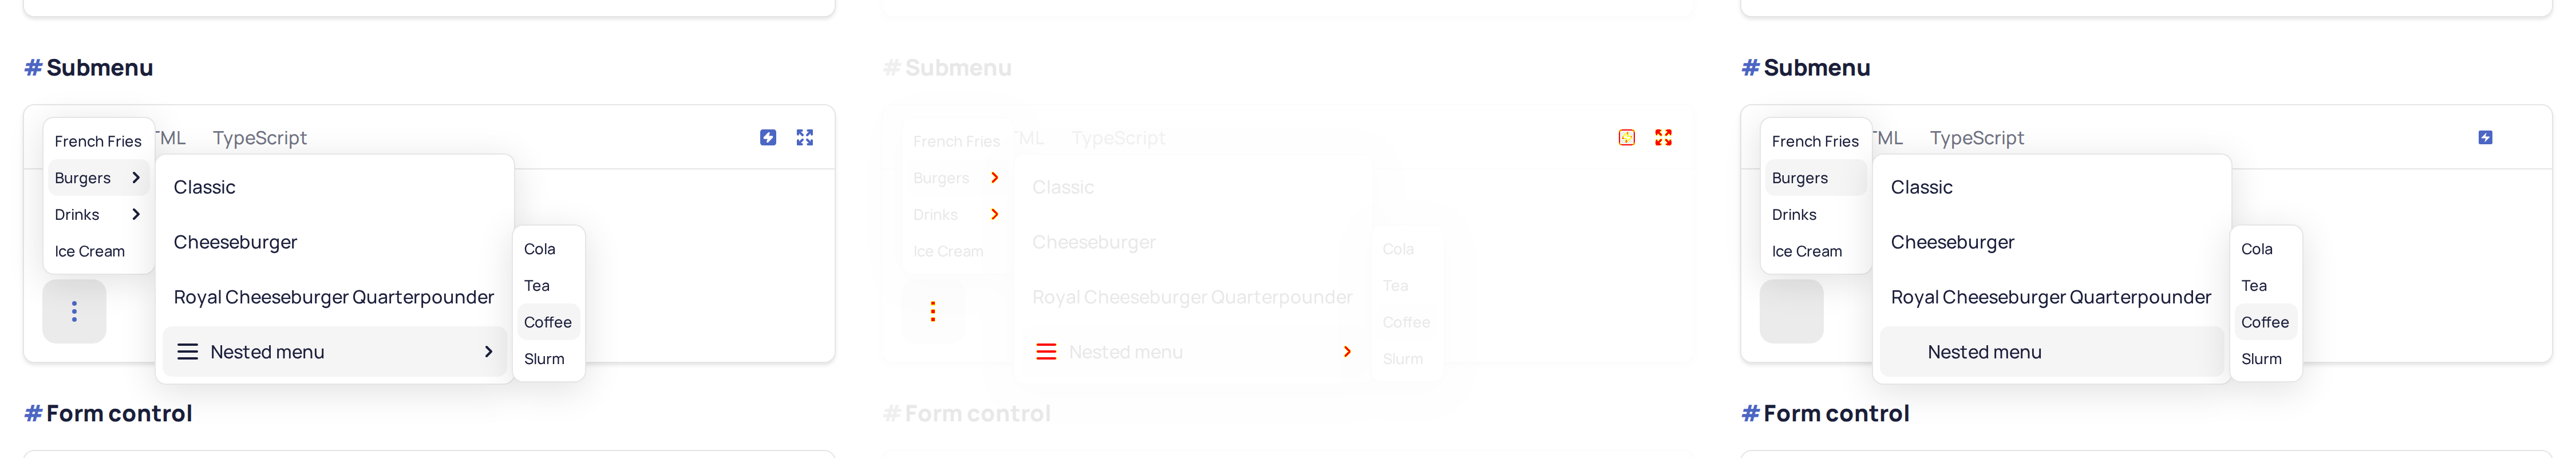 #Submenu
French Fries
TML TypeScript
Burgers
Classic
Drinks
Cheeseburger
Ice Cream
Cola
Tea
Royal Cheeseburger Quarterpounder
Coffee
Nested menu
Slurm
#Form control
#Submenu
French Fries
ML TypeScript
Burgers
Classic
Drinks
Cheeseburger
Ice Cream
Cola
Tea
Royal Cheeseburger Quarterpounder
Coffee
Nested menu
Slurm
#Form control
#Submenu
French Fries
TML TypeScript
Burgers
Classic
Drinks
Cheeseburger
Ice Cream
Cola
Tea
Royal Cheeseburger Quarterpounder
Coffee
Nested menu
Slurm
#Form control